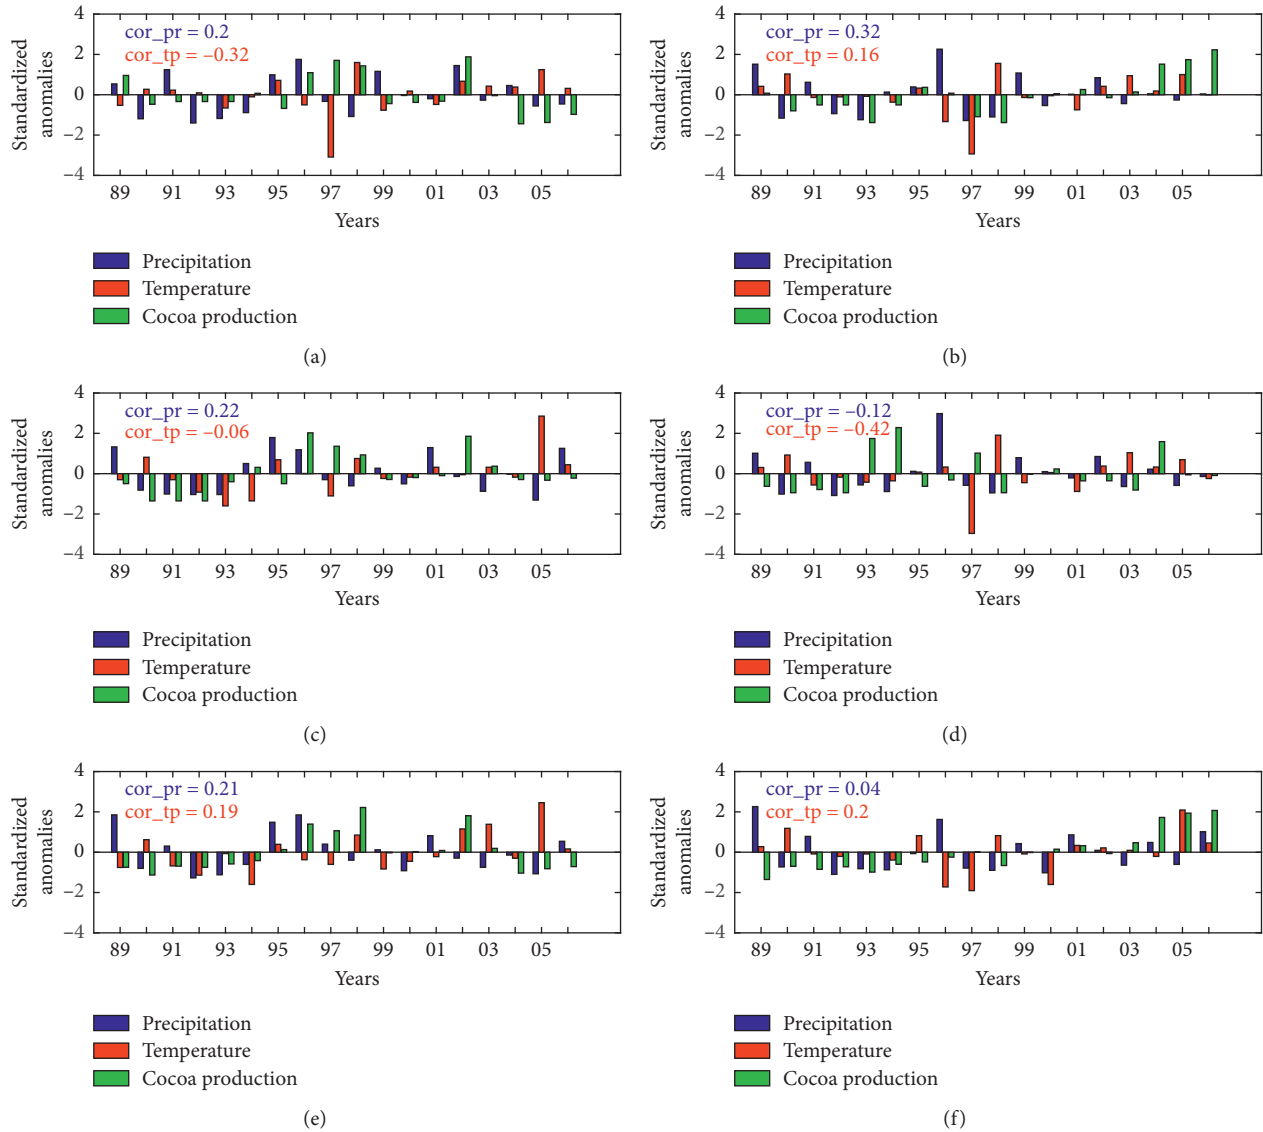 cor_pr = 0.2
cor_tp = −0.32
Standardized
anomalies
4
2
0
−2
−4
89 91 93 95 97 99 01 03 05
Years
Precipitation
Temperature
Cocoa production
(a)
cor_pr = 0.32
cor_tp = 0.16
Standardized
anomalies
4
2
0
−2
−4
89 91 93 95 97 99 01 03 05
Years
Precipitation
Temperature
Cocoa production
(b)
cor_pr = 0.22
cor_tp = −0.06
Standardized
anomalies
4
2
0
−2
−4
89 91 93 95 97 99 01 03 05
Years
Precipitation
Temperature
Cocoa production
(c)
cor_pr = −0.12
cor_tp = −0.42
Standardized
anomalies
4
2
0
−2
−4
89 91 93 95 97 99 01 03 05
Years
Precipitation
Temperature
Cocoa production
(d)
cor_pr = 0.21
cor_tp = 0.19
Standardized
anomalies
4
2
0
−2
−4
89 91 93 95 97 99 01 03 05
Years
Precipitation
Temperature
Cocoa production
(e)
cor_pr = 0.04
cor_tp = 0.2
Standardized
anomalies
4
2
0
−2
−4
89 91 93 95 97 99 01 03 05
Years
Precipitation
Temperature
Cocoa production
(f)